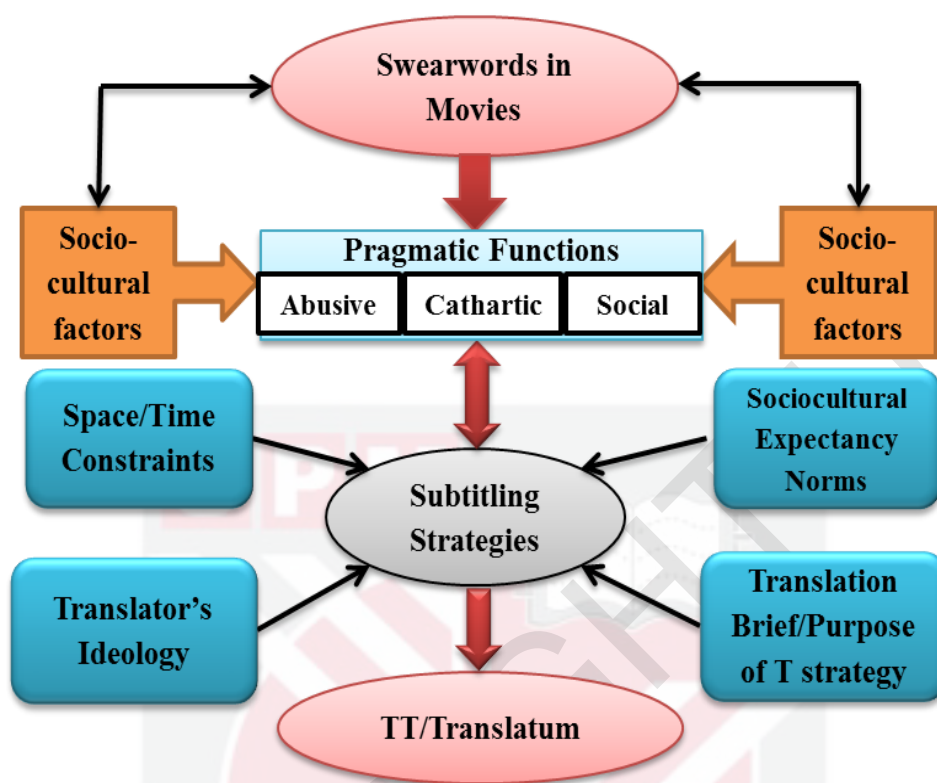 Swearwords in
Movies
Socio-
cultural
factors
Pragmatic Functions
Abusive
Cathartic
Social
Socio-
cultural
factors
Space/Time
Constraints
Sociocultural
Expectancy
Norms
Subtitling
Strategies
Translator’s
Ideology
Translation
Brief/Purpose
of T strategy
TT/Translatum